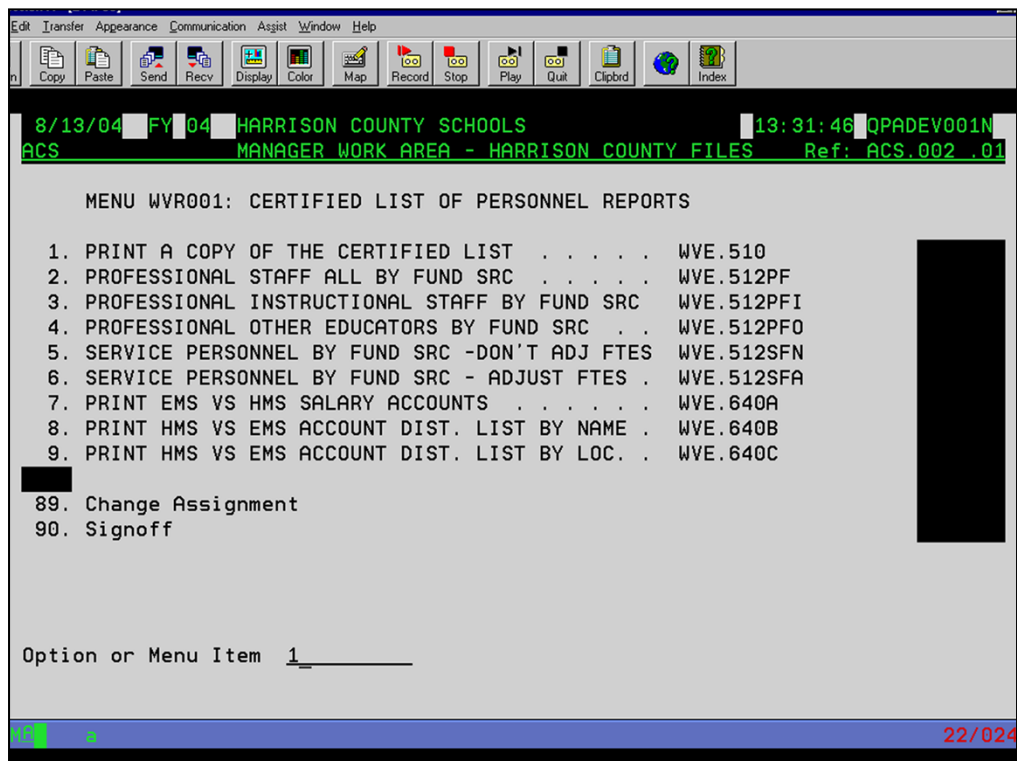 Edit Transfer Appearance Communication Assist Window Help
Copy Paste Send Recv Display Color Map Record Stop Play Quit Clipbrd Index
8/13/04 FY 04 HARRISON COUNTY SCHOOLS 13:31:46 QPADEV001N
ACS MANAGER WORK AREA - HARRISON COUNTY FILES Ref: ACS.002 .01
MENU WVR001: CERTIFIED LIST OF PERSONNEL REPORTS
1. PRINT A COPY OF THE CERTIFIED LIST . . . . . WVE.510
2. PROFESSIONAL STAFF ALL BY FUND SRC . . . . . WVE.512PF
3. PROFESSIONAL INSTRUCTIONAL STAFF BY FUND SRC WVE.512PFI
4. PROFESSIONAL OTHER EDUCATORS BY FUND SRC . . WVE.512PFO
5. SERVICE PERSONNEL BY FUND SRC -DON'T ADJ FTES WVE.512SFN
6. SERVICE PERSONNEL BY FUND SRC - ADJUST FTES . WVE.512SFA
7. PRINT EMS VS HMS SALARY ACCOUNTS . . . . . . WVE.640A
8. PRINT HMS VS EMS ACCOUNT DIST. LIST BY NAME . WVE.640B
9. PRINT HMS VS EMS ACCOUNT DIST. LIST BY LOC. . WVE.640C
89. Change Assignment
90. Signoff
Option or Menu Item 1_
MA a 22/024